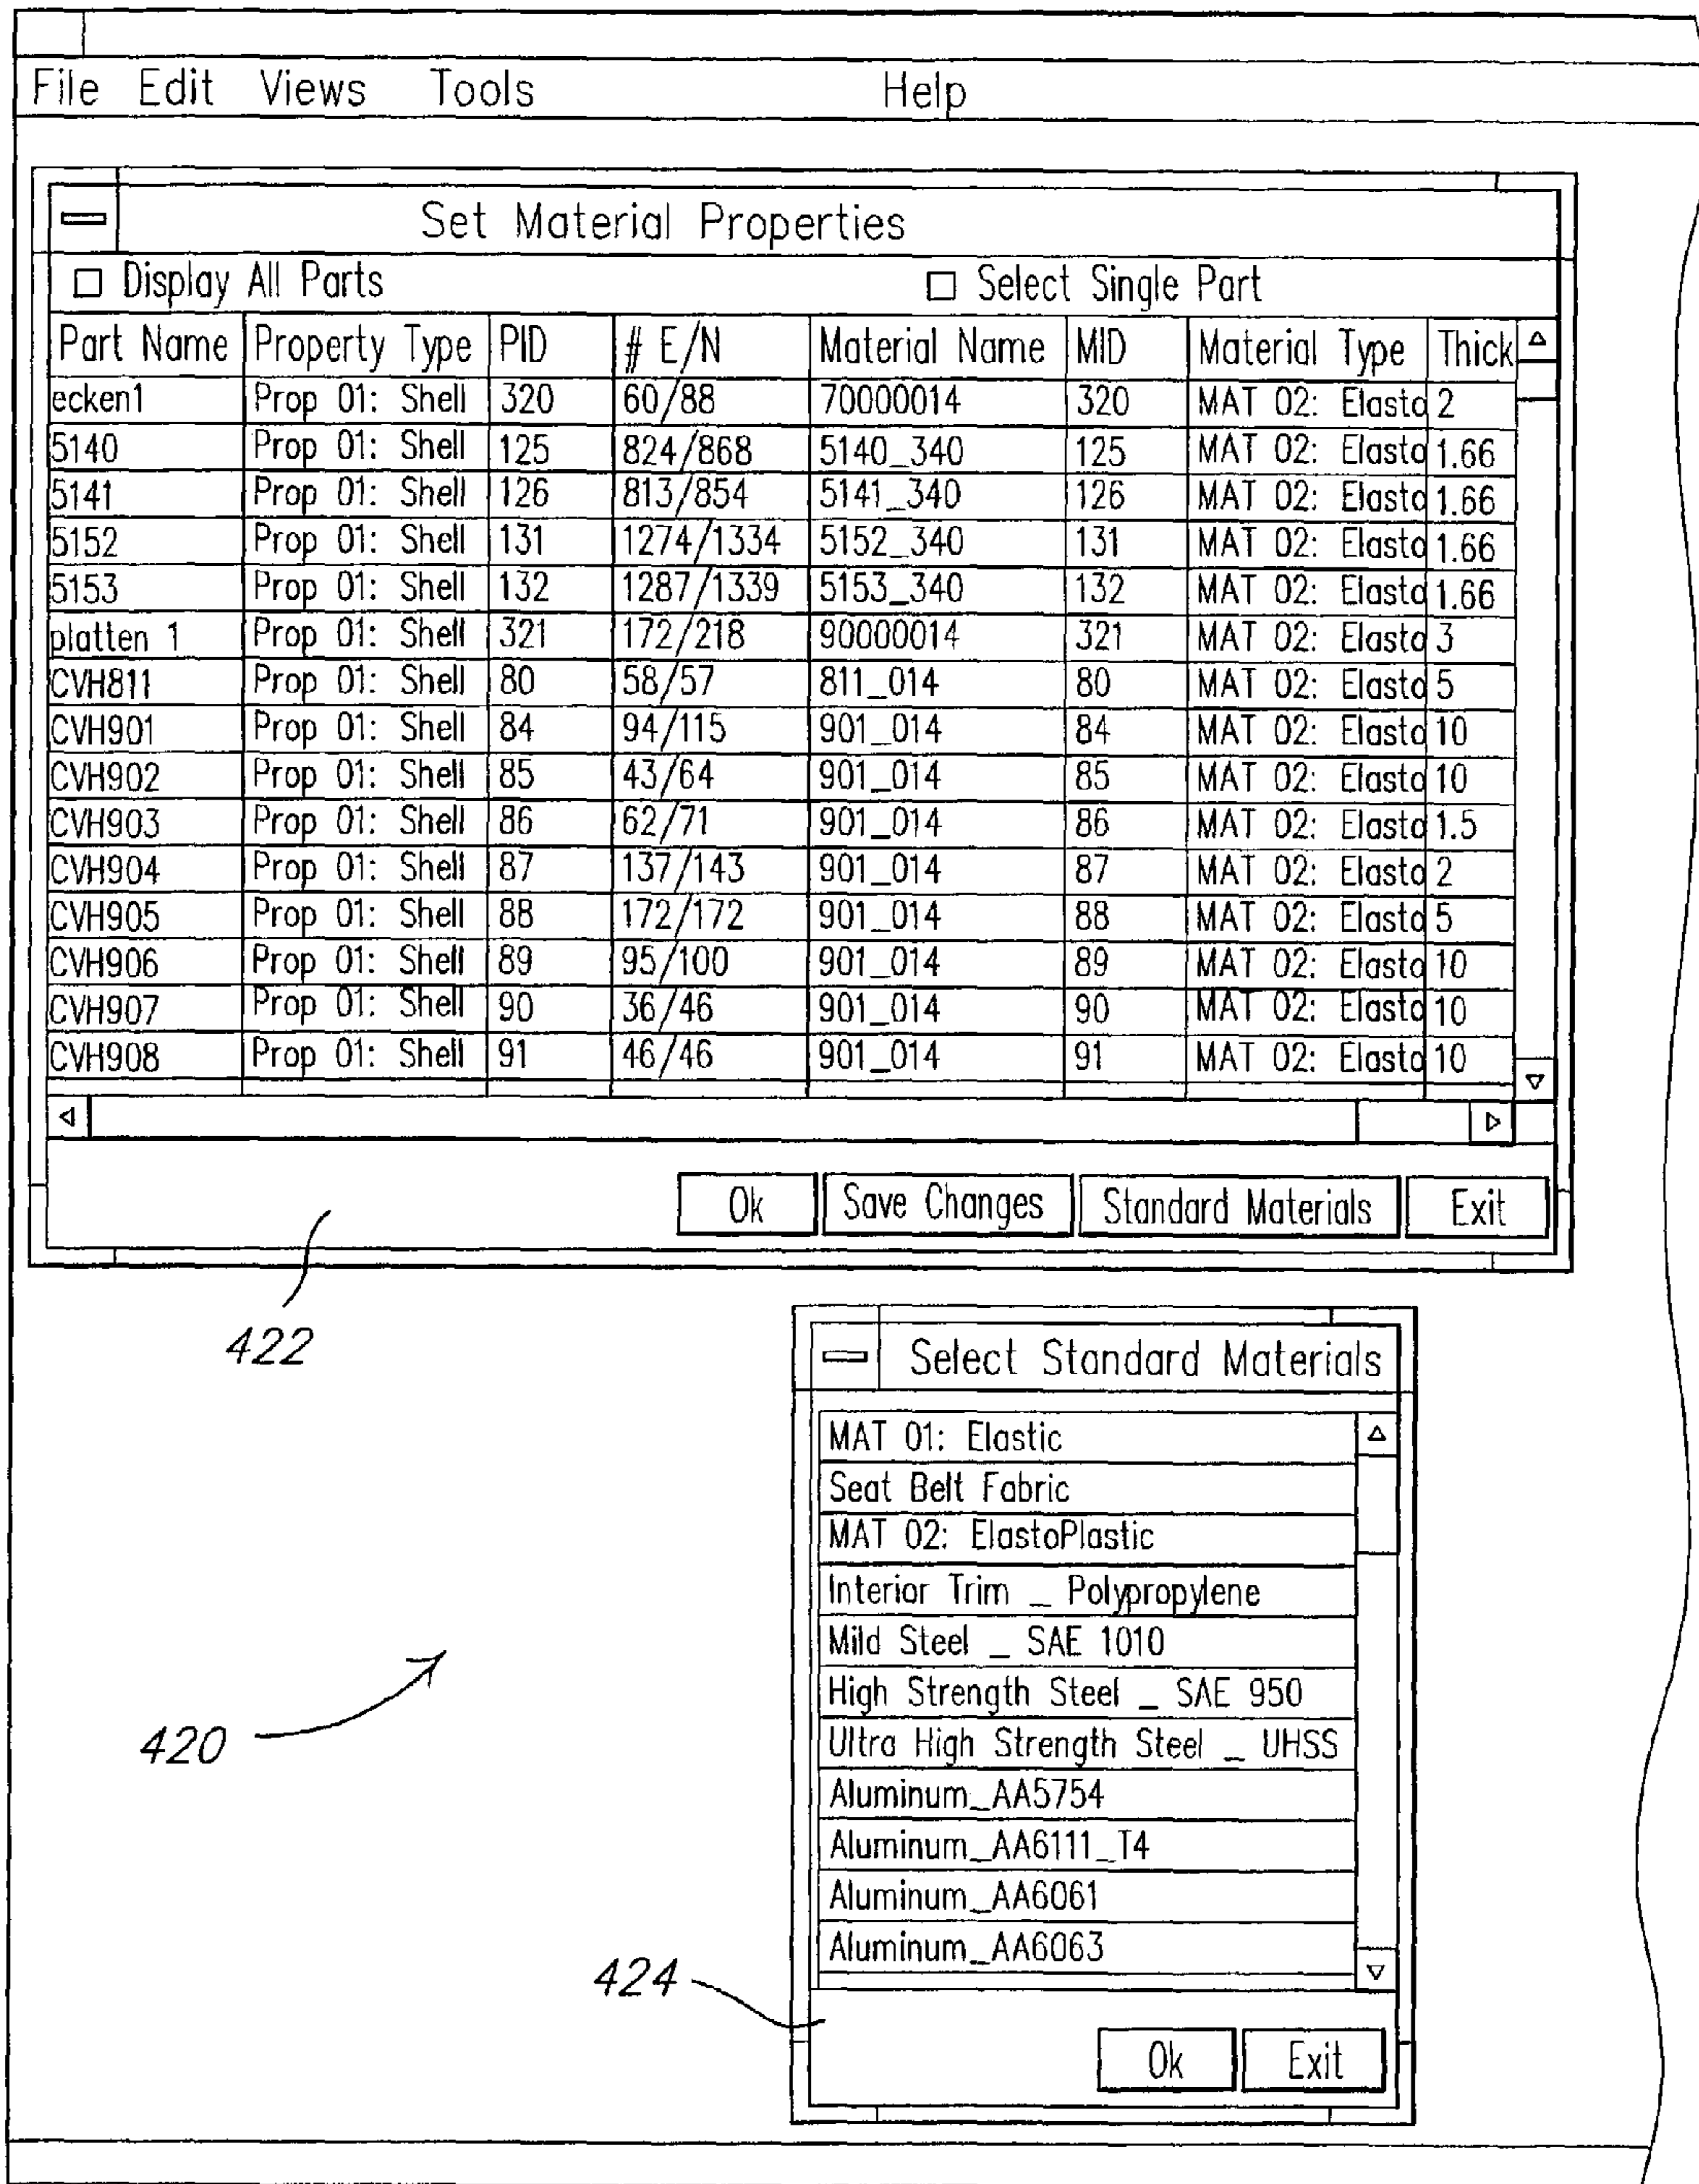 File Edit Views Tools Help
Set Material Properties
Display All Parts Select Single Part
Part Name Property Type PID # E/N Material Name MID Material Type Thick
ecken1 Prop 01: Shell 320 60/88 70000014 320 MAT 02: Elasto 2
5140 Prop 01: Shell 125 824/868 5140_340 125 MAT 02: Elasto 1.66
5141 Prop 01: Shell 126 813/854 5141_340 126 MAT 02: Elasto 1.66
5152 Prop 01: Shell 131 1274/1334 5152_340 131 MAT 02: Elasto 1.66
5153 Prop 01: Shell 132 1287/1339 5153_340 132 MAT 02: Elasto 1.66
platten 1 Prop 01: Shell 321 172/218 90000014 321 MAT 02: Elasto 3
CVH811 Prop 01: Shell 80 58/57 811_014 80 MAT 02: Elasto 5
CVH901 Prop 01: Shell 84 94/115 901_014 84 MAT 02: Elasto 10
CVH902 Prop 01: Shell 85 43/64 901_014 85 MAT 02: Elasto 10
CVH903 Prop 01: Shell 86 62/71 901_014 86 MAT 02: Elasto 1.5
CVH904 Prop 01: Shell 87 137/143 901_014 87 MAT 02: Elasto 2
CVH905 Prop 01: Shell 88 172/172 901_014 88 MAT 02: Elasto 5
CVH906 Prop 01: Shell 89 95/100 901_014 89 MAT 02: Elasto 10
CVH907 Prop 01: Shell 90 36/46 901_014 90 MAT 02: Elasto 10
CVH908 Prop 01: Shell 91 46/46 901_014 91 MAT 02: Elasto 10
Ok Save Changes Standard Materials Exit
422
Select Standard Materials
MAT 01: Elastic
Seat Belt Fabric
MAT 02: ElastoPlastic
Interior Trim _ Polypropylene
Mild Steel _ SAE 1010
High Strength Steel _ SAE 950
Ultra High Strength Steel _ UHSS
Aluminum_AA5754
Aluminum_AA6111_T4
Aluminum_AA6061
Aluminum_AA6063
Ok Exit
420
424